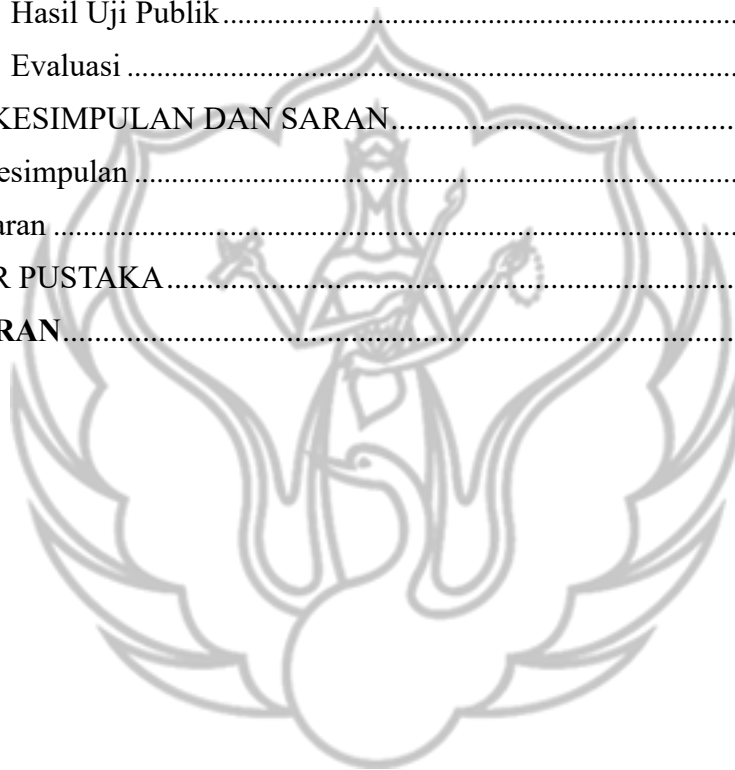 Hasil Uji Publik
Evaluasi
KESIMPULAN DAN SARAN
esimpulan
aran
R PUSTAKA
RAN